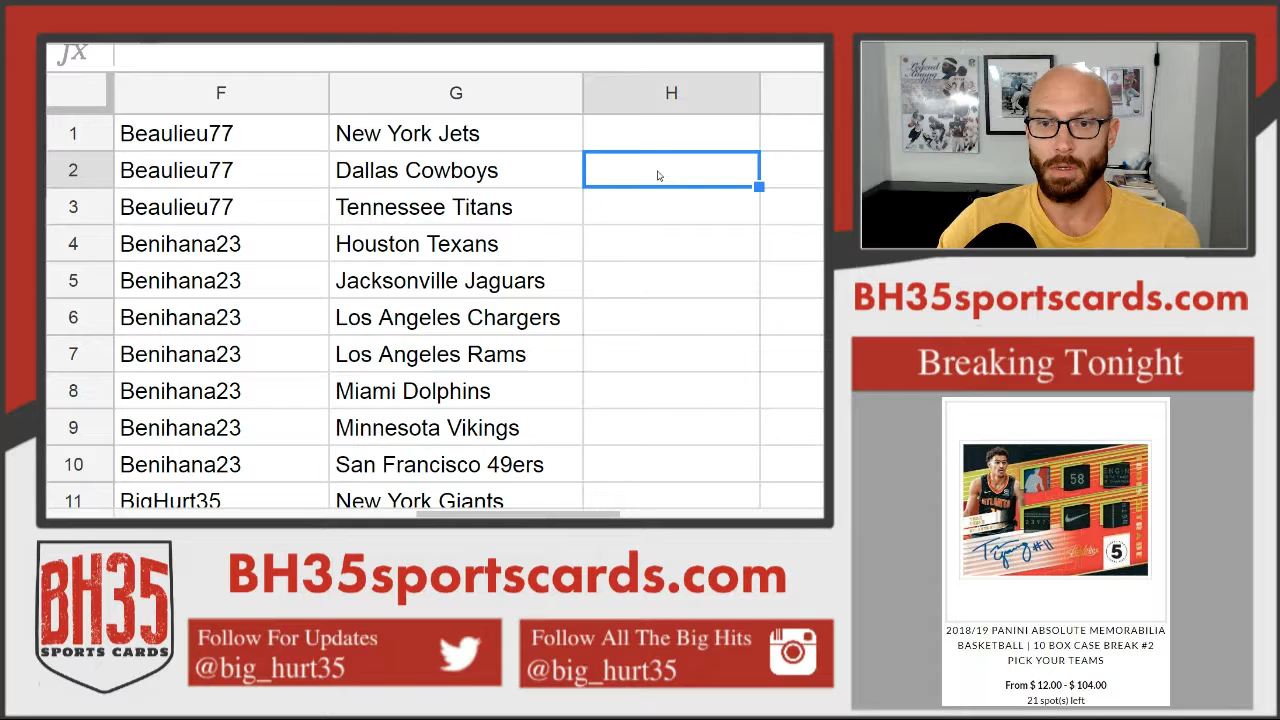 fx
F G H
1 Beaulieu77 New York Jets
2 Beaulieu77 Dallas Cowboys
3 Beaulieu77 Tennessee Titans
4 Benihana23 Houston Texans
5 Benihana23 Jacksonville Jaguars
6 Benihana23 Los Angeles Chargers
7 Benihana23 Los Angeles Rams
8 Benihana23 Miami Dolphins
9 Benihana23 Minnesota Vikings
10 Benihana23 San Francisco 49ers
11 BigHurt35 New York Giants
BH35sportscards.com
Breaking Tonight
58
5
2018/19 PANINI ABSOLUTE MEMORABILIA
BASKETBALL | 10 BOX CASE BREAK #2
PICK YOUR TEAMS
From $ 12.00 - $ 104.00
21 spot(s) left
BH35
SPORTS CARDS
BH35sportscards.com
Follow For Updates
@big_hurt35
Follow All The Big Hits
@big_hurt35